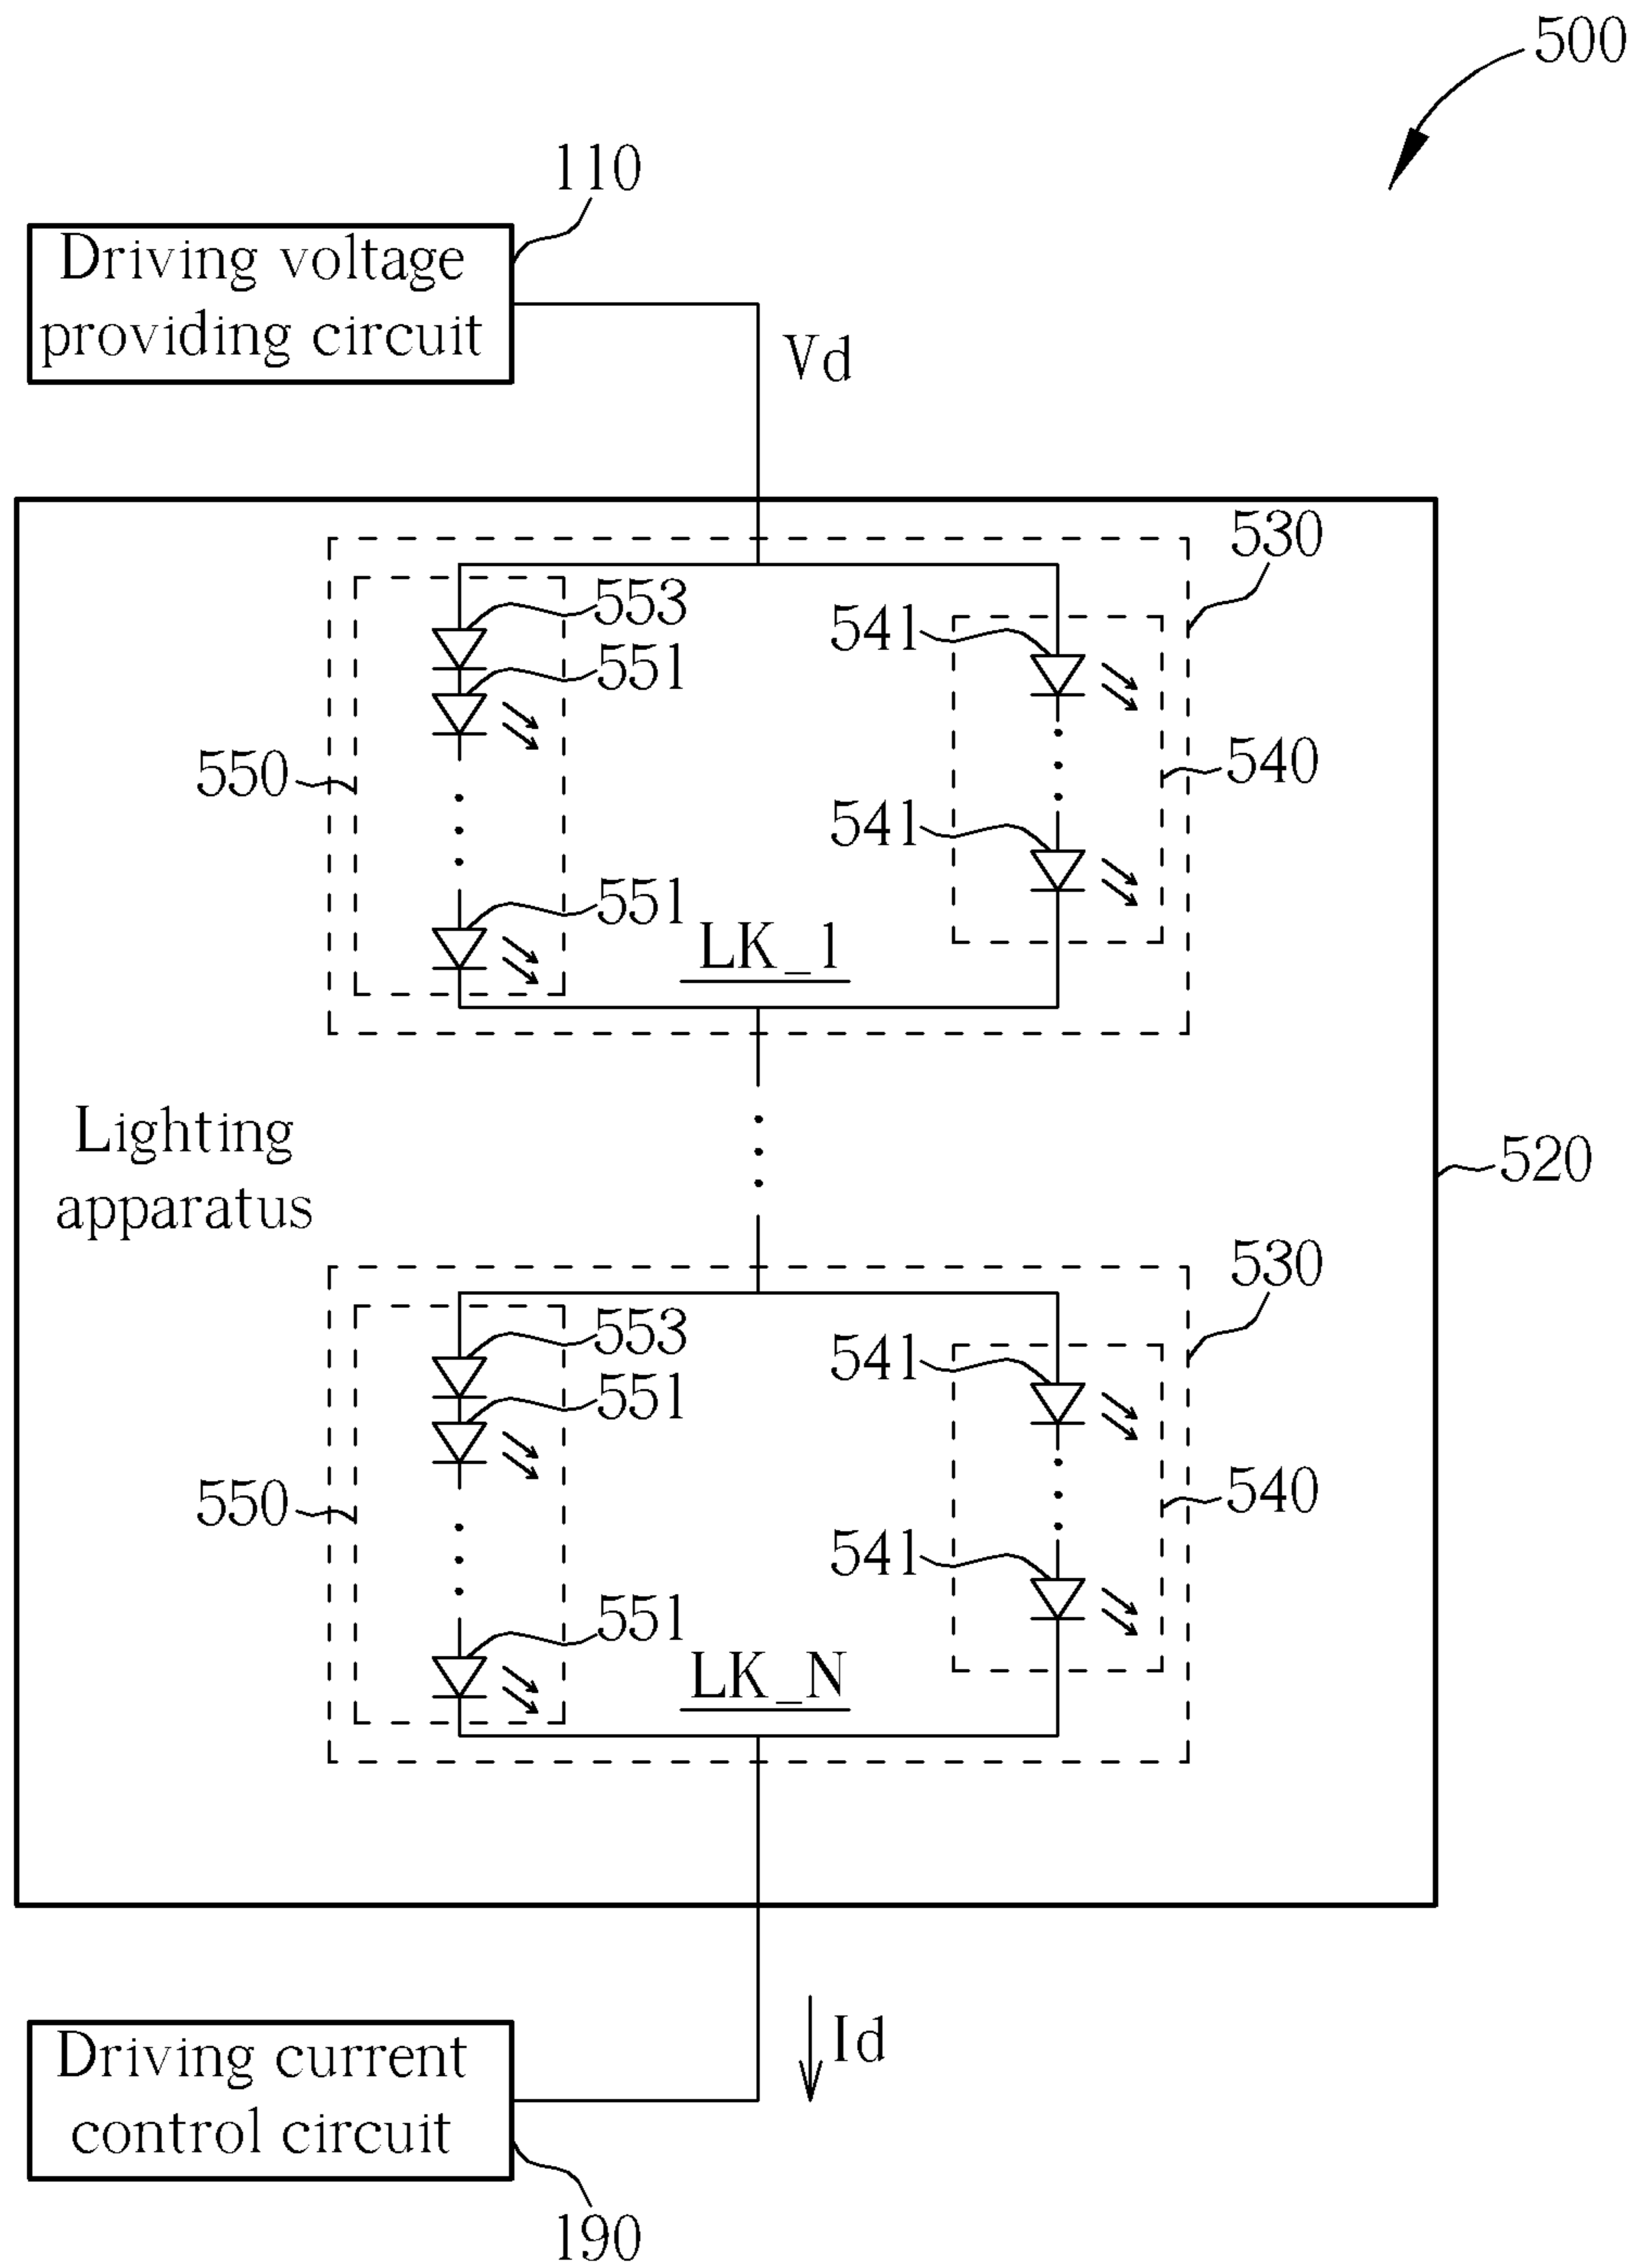 500
110
Driving voltage
providing circuit
Vd
530
553
541
551
550
540
541
551
LK_1
Lighting
apparatus
520
530
553
541
551
550
540
541
551
LK_N
Id
Driving current
control circuit
190